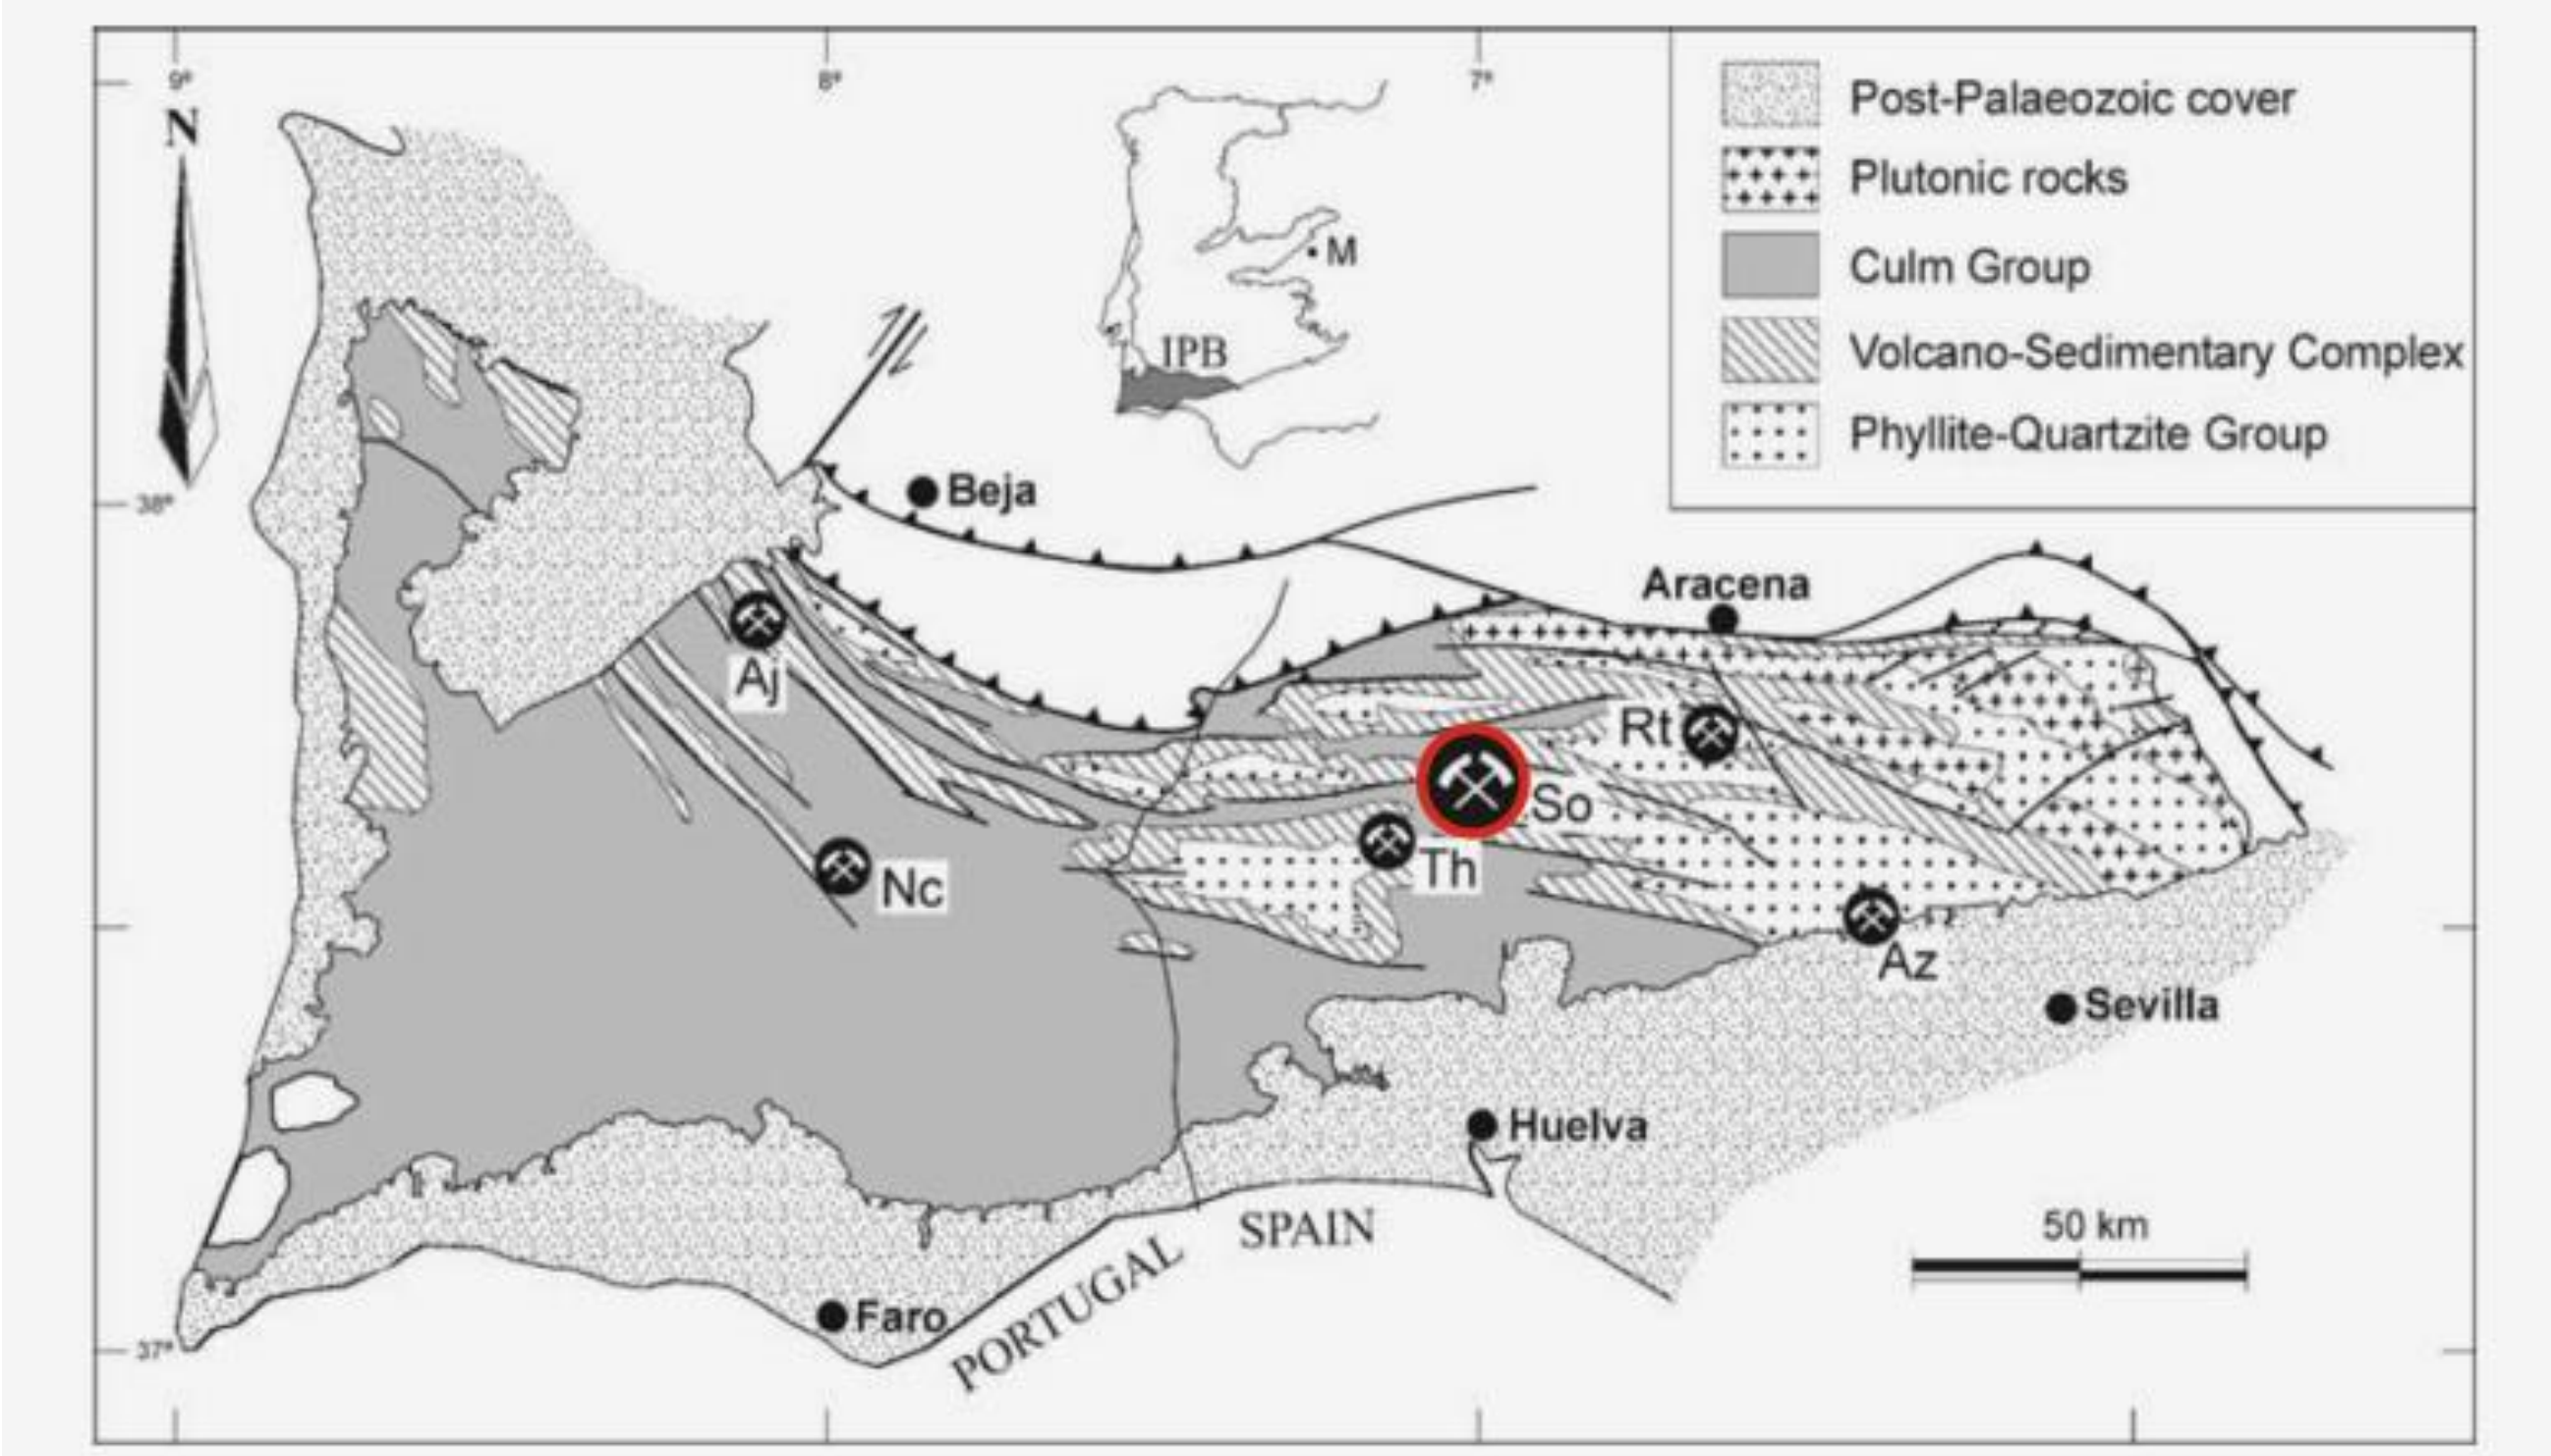 9°
8°
7°
N
Post-Palaeozoic cover
Plutonic rocks
Culm Group
Volcano-Sedimentary Complex
Phyllite-Quartzite Group
M
IPB
38°
Beja
Aracena
Aj
Rt
So
Th
Nc
Az
Sevilla
Huelva
50 km
SPAIN
PORTUGAL
Faro
37°